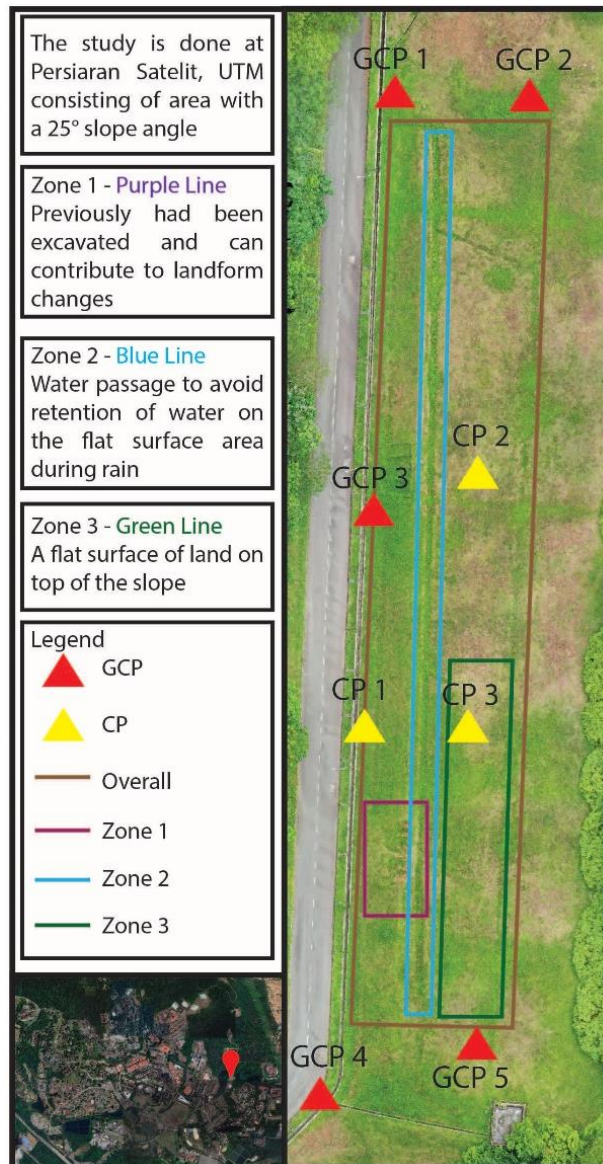 The study is done at
Persiaran Satelit, UTM
consisting of area with
a 25° slope angle
Zone 1 - Purple Line
Previously had been
excavated and can
contribute to landform
changes
Zone 2 - Blue Line
Water passage to avoid
retention of water on
the flat surface area
during rain
Zone 3 - Green Line
A flat surface of land on
top of the slope
Legend
GCP
CP
Overall
Zone 1
Zone 2
Zone 3
GCP 1
GCP 2
CP 2
GCP 3
CP 1
CP 3
GCP 4
GCP 5